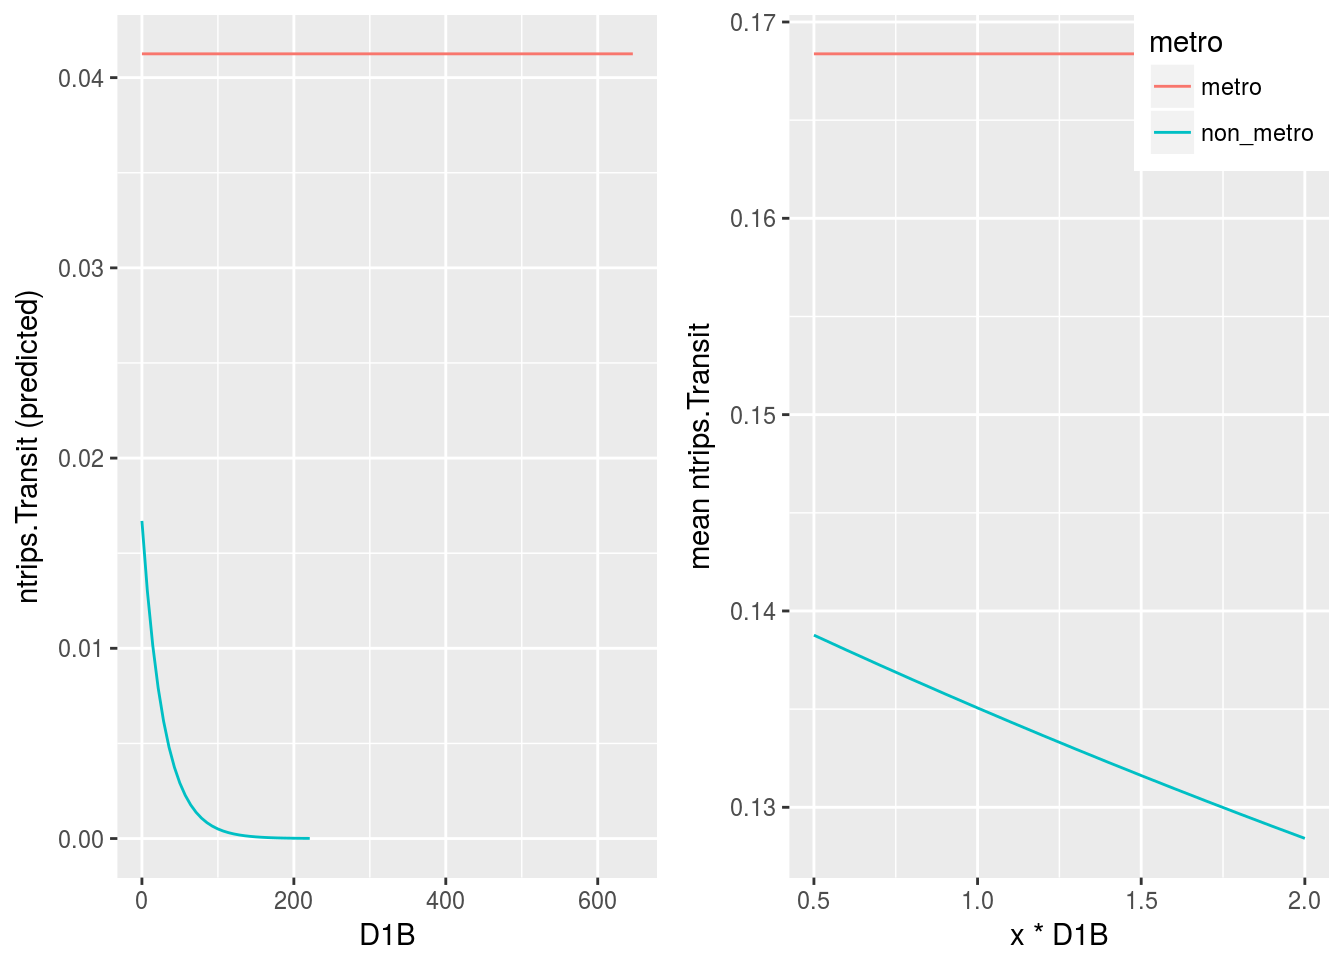 ntrips.Transit (predicted)
0.04
0.03
0.02
0.01
0.00
0
200
400
600
D1B
mean ntrips.Transit
0.17
0.16
0.15
0.14
0.13
0.5
1.0
1.5
2.0
x * D1B
metro
metro
non_metro